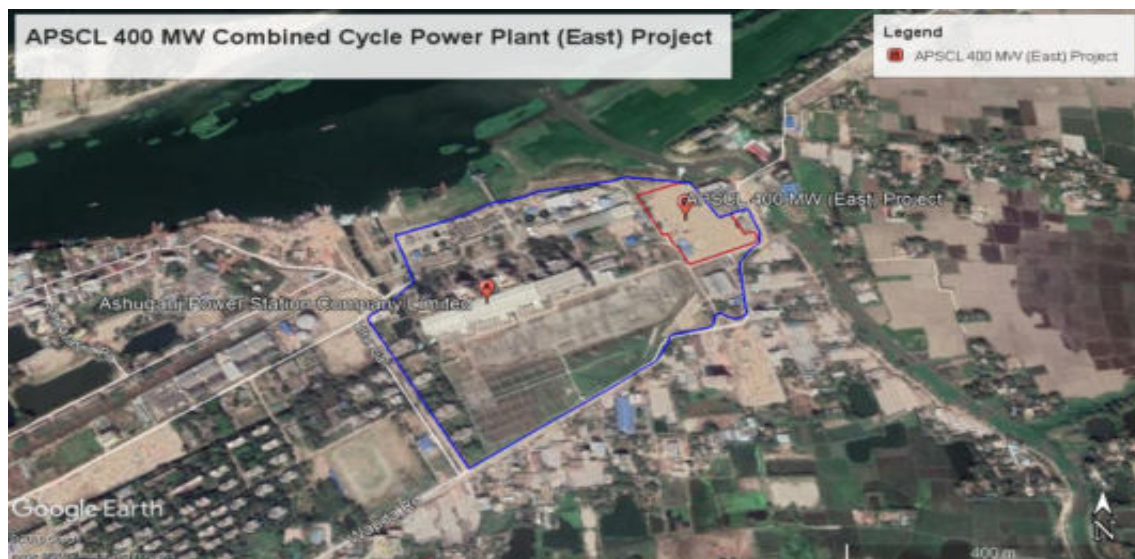 APSCL 400 MW Combined Cycle Power Plant (East) Project
Legend
APSCL 400 MW (East) Project
APSCL 400 MW (East) Project
Ashuganj Power Station Company Limited
Google Earth
N
400 m